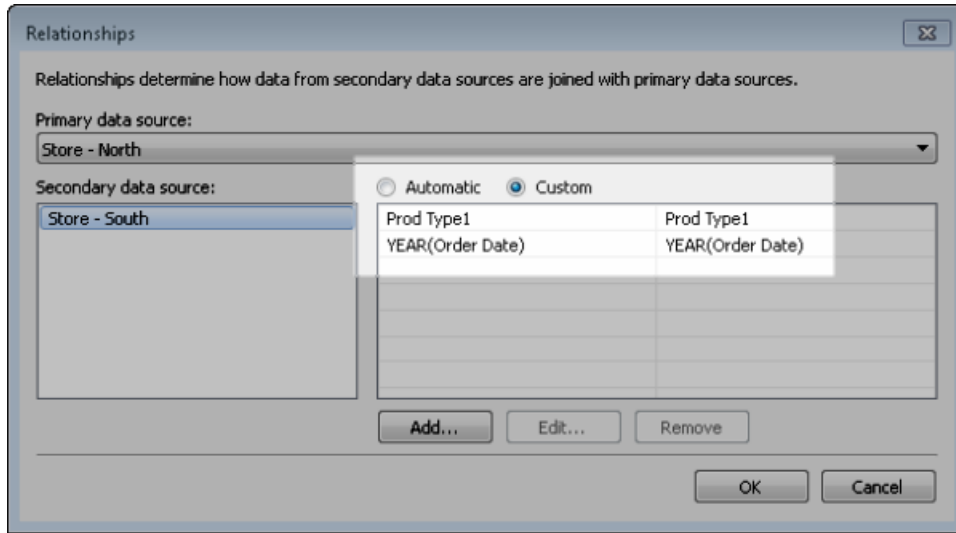 Relationships
Relationships determine how data from secondary data sources are joined with primary data sources.
Primary data source:
Store - North
Secondary data source:
Automatic Custom
Store - South
Prod Type1 Prod Type1
YEAR(Order Date) YEAR(Order Date)
Add... Edit... Remove
OK Cancel